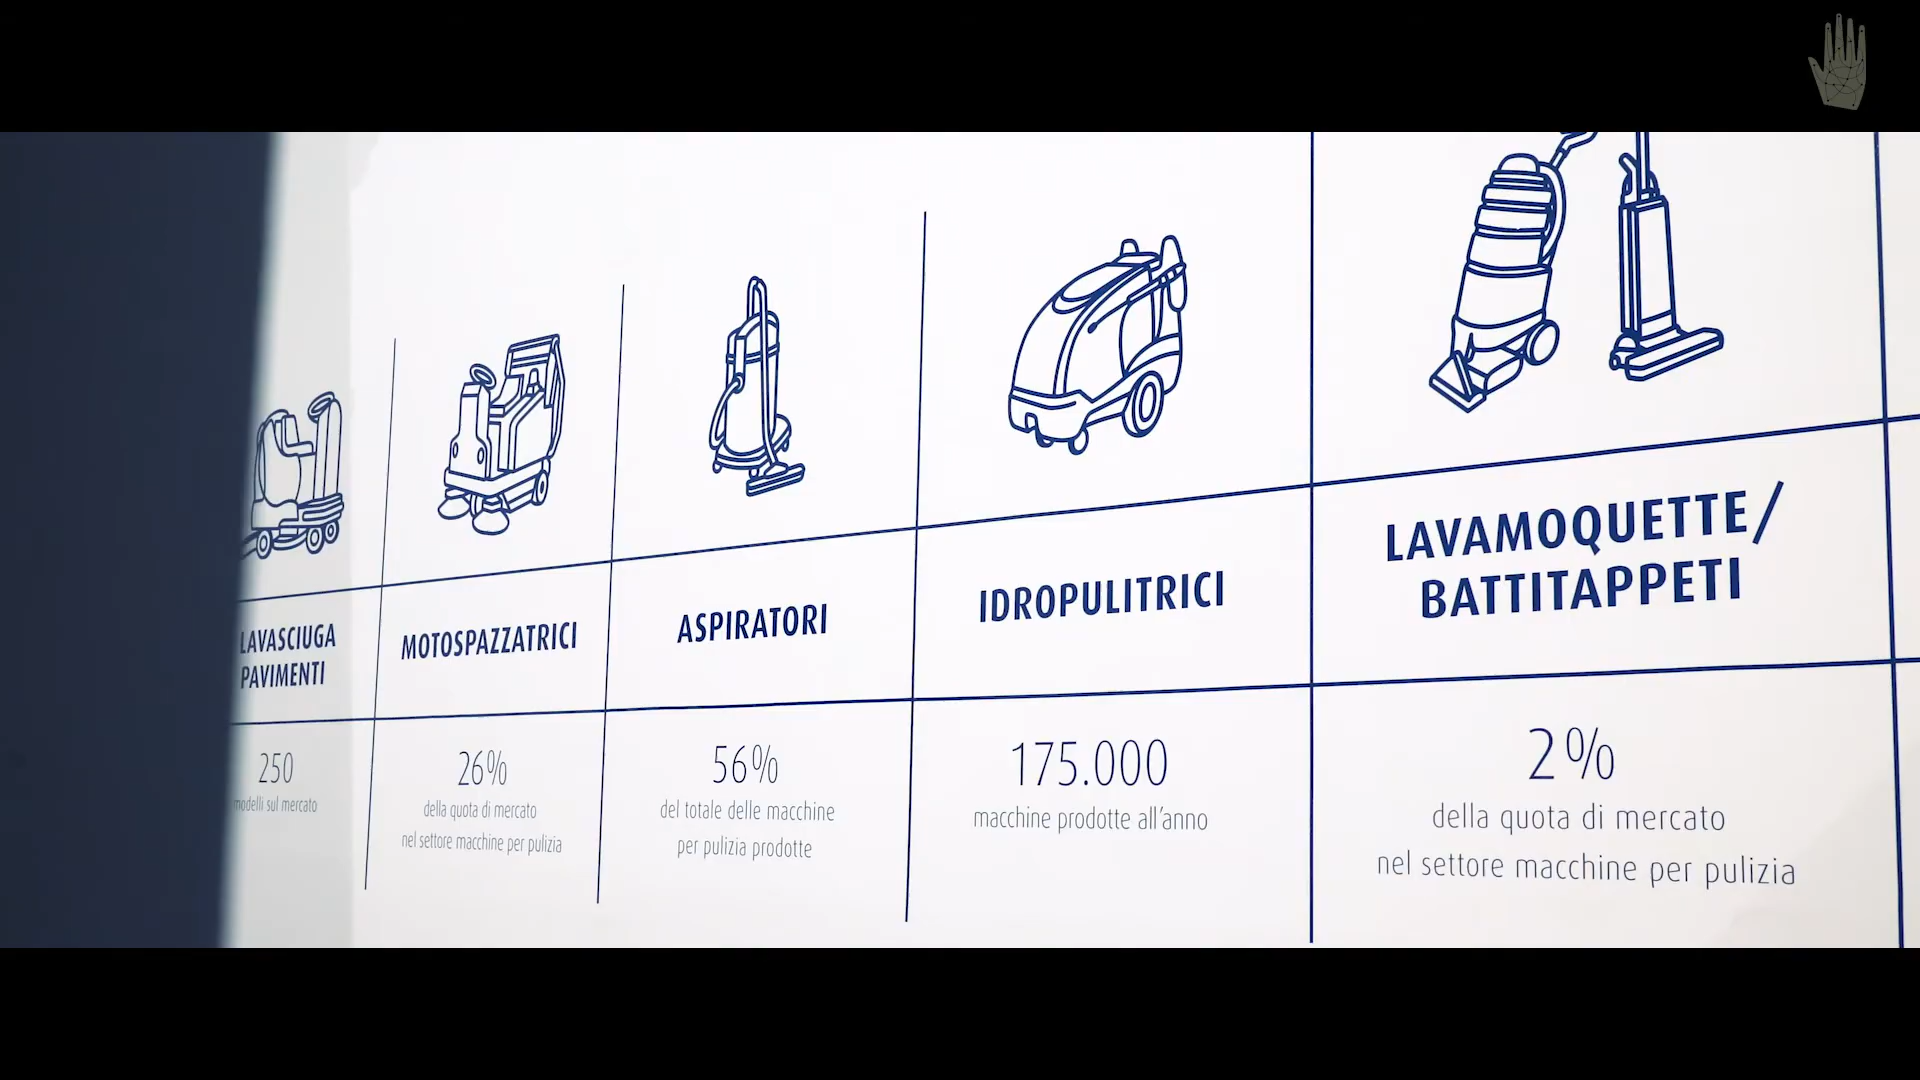 LAVASCIUGA
PAVIMENTI
250
modelli sul mercato
MOTOSPAZZATRICI
26%
della quota di mercato
nel settore macchine per pulizia
ASPIRATORI
56%
del totale delle macchine
per pulizia prodotte
IDROPULITRICI
175.000
macchine prodotte all'anno
LAVAMOQUETTE/
BATTITAPPETI
2%
della quota di mercato
nel settore macchine per pulizia